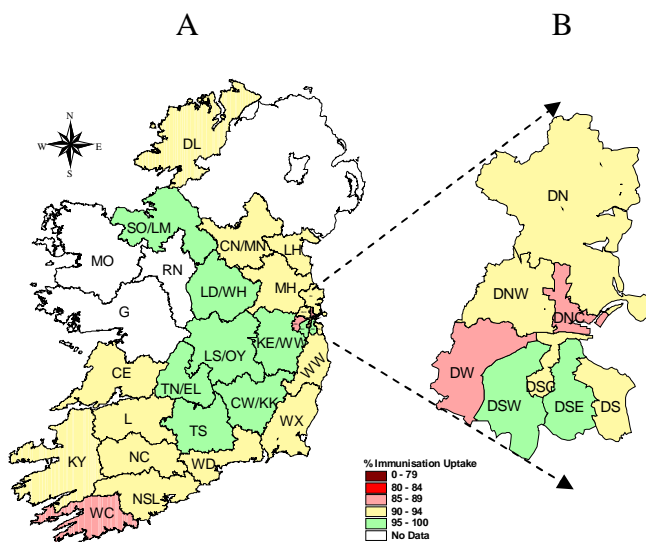 A
B
N
W
E
S
DL
SO/LM
CN/MN
LH
MO
RN
MH
LD/WH
G
LS/OY
KE/WW
WW
CE
TN/EL
CW/KK
L
TS
WX
KY
NC
WD
NSL
WC
DN
DNW
DNC
DW
DSC
DSW
DSE
DS
% Immunisation Uptake
0 - 79
80 - 84
85 - 89
90 - 94
95 - 100
No Data